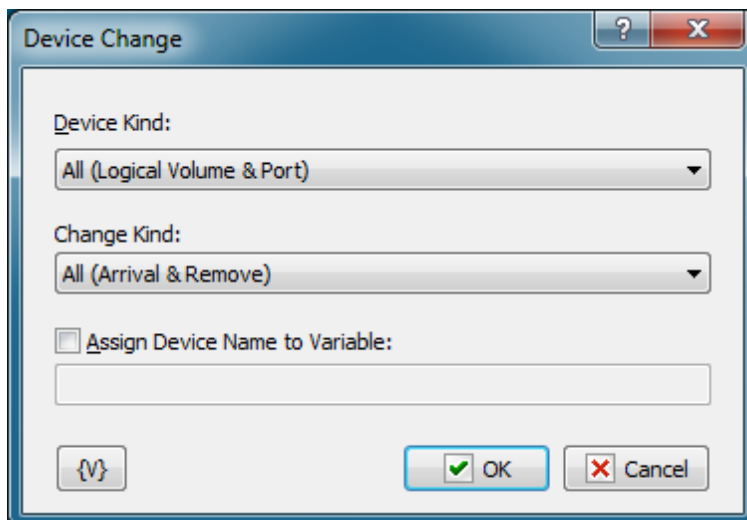 Device Change
?
Device Kind:
All (Logical Volume & Port)
Change Kind:
All (Arrival & Remove)
Assign Device Name to Variable:
{V}
OK
Cancel